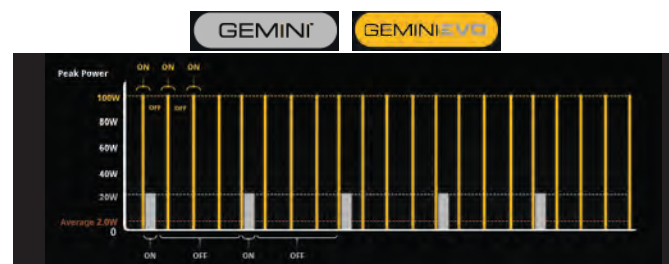 GEMINI
GEMINI EVO
Peak Power
ON ON ON
100W
OFF OFF
80W
60W
40W
20W
Average 2.0W
0
ON OFF ON OFF